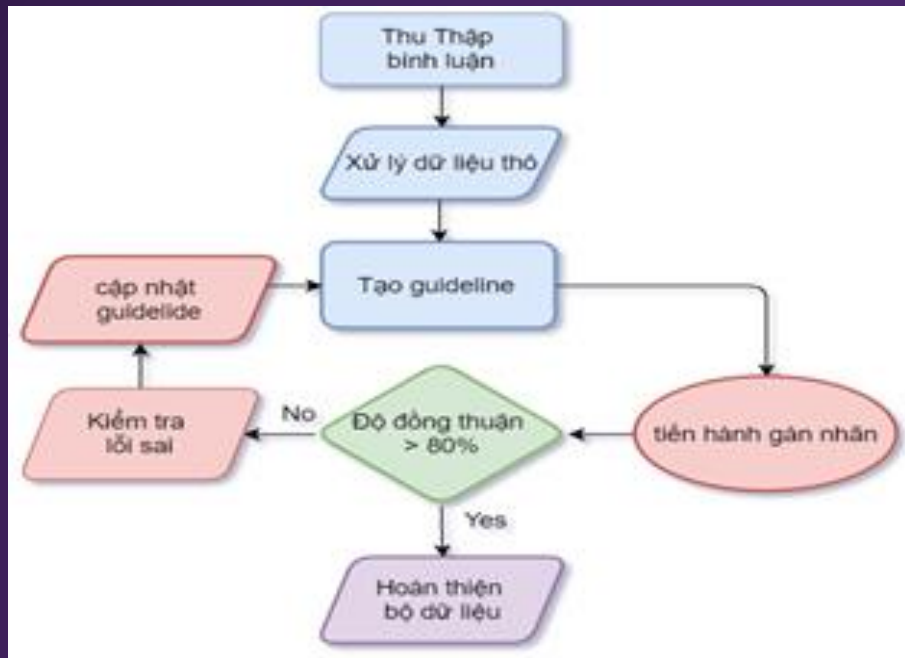 Thu Thập
bình luận
Xử lý dữ liệu thô
Tạo guideline
cập nhật
guidelide
Kiểm tra
lỗi sai
No
Độ đồng thuận
> 80%
tiến hành gán nhãn
Yes
Hoàn thiện
bộ dữ liệu